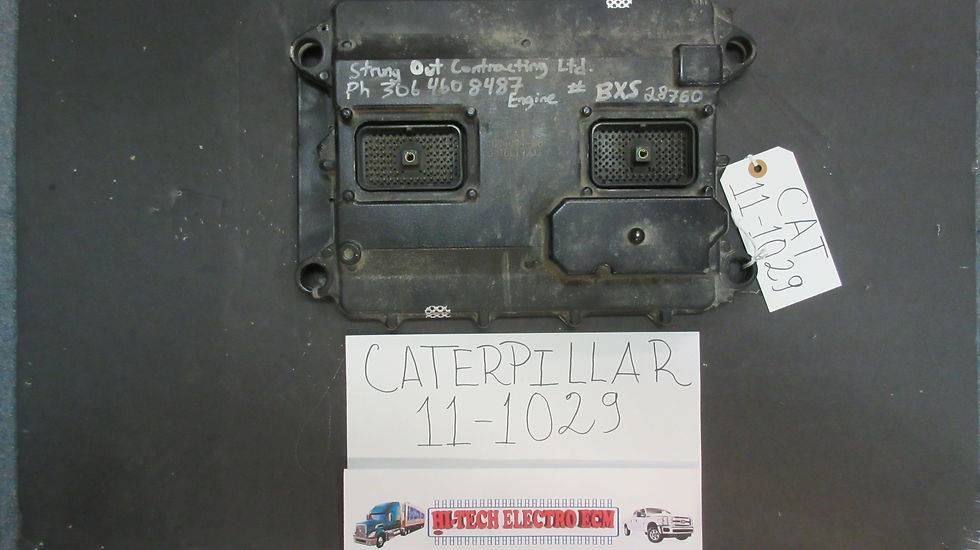 Strung Out Contracting Ltd.
Ph 306 460 8487
Engine # BXS 28760
CAT
11-1029
CATERPILLAR
11-1029
HI-TECH ELECTRO ECM